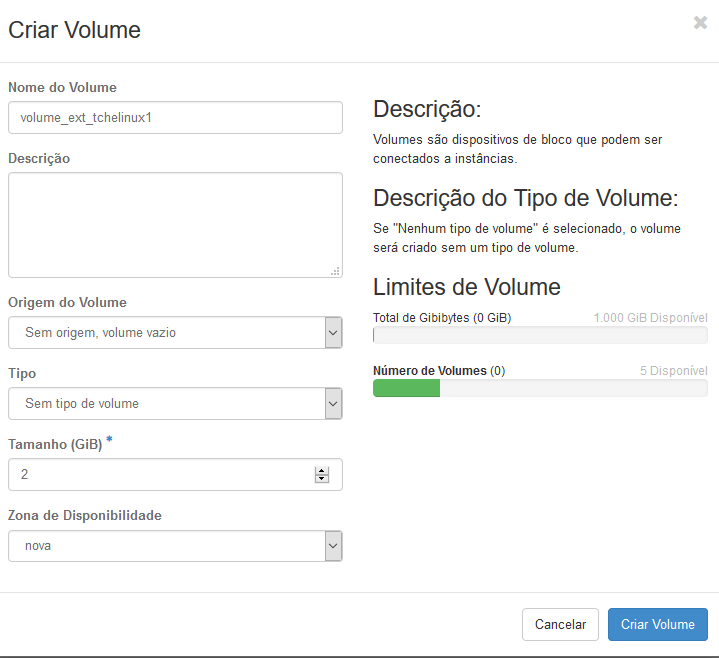 Criar Volume
×
Nome do Volume
volume_ext_tchelinux1
Descrição
Origem do Volume
Sem origem, volume vazio
Tipo
Sem tipo de volume
Tamanho (GiB) *
2
Zona de Disponibilidade
nova
Descrição:
Volumes são dispositivos de bloco que podem ser
conectados a instâncias.
Descrição do Tipo de Volume:
Se "Nenhum tipo de volume" é selecionado, o volume
será criado sem um tipo de volume.
Limites de Volume
Total de Gibibytes (0 GiB) 1.000 GiB Disponível
Número de Volumes (0) 5 Disponível
Cancelar Criar Volume